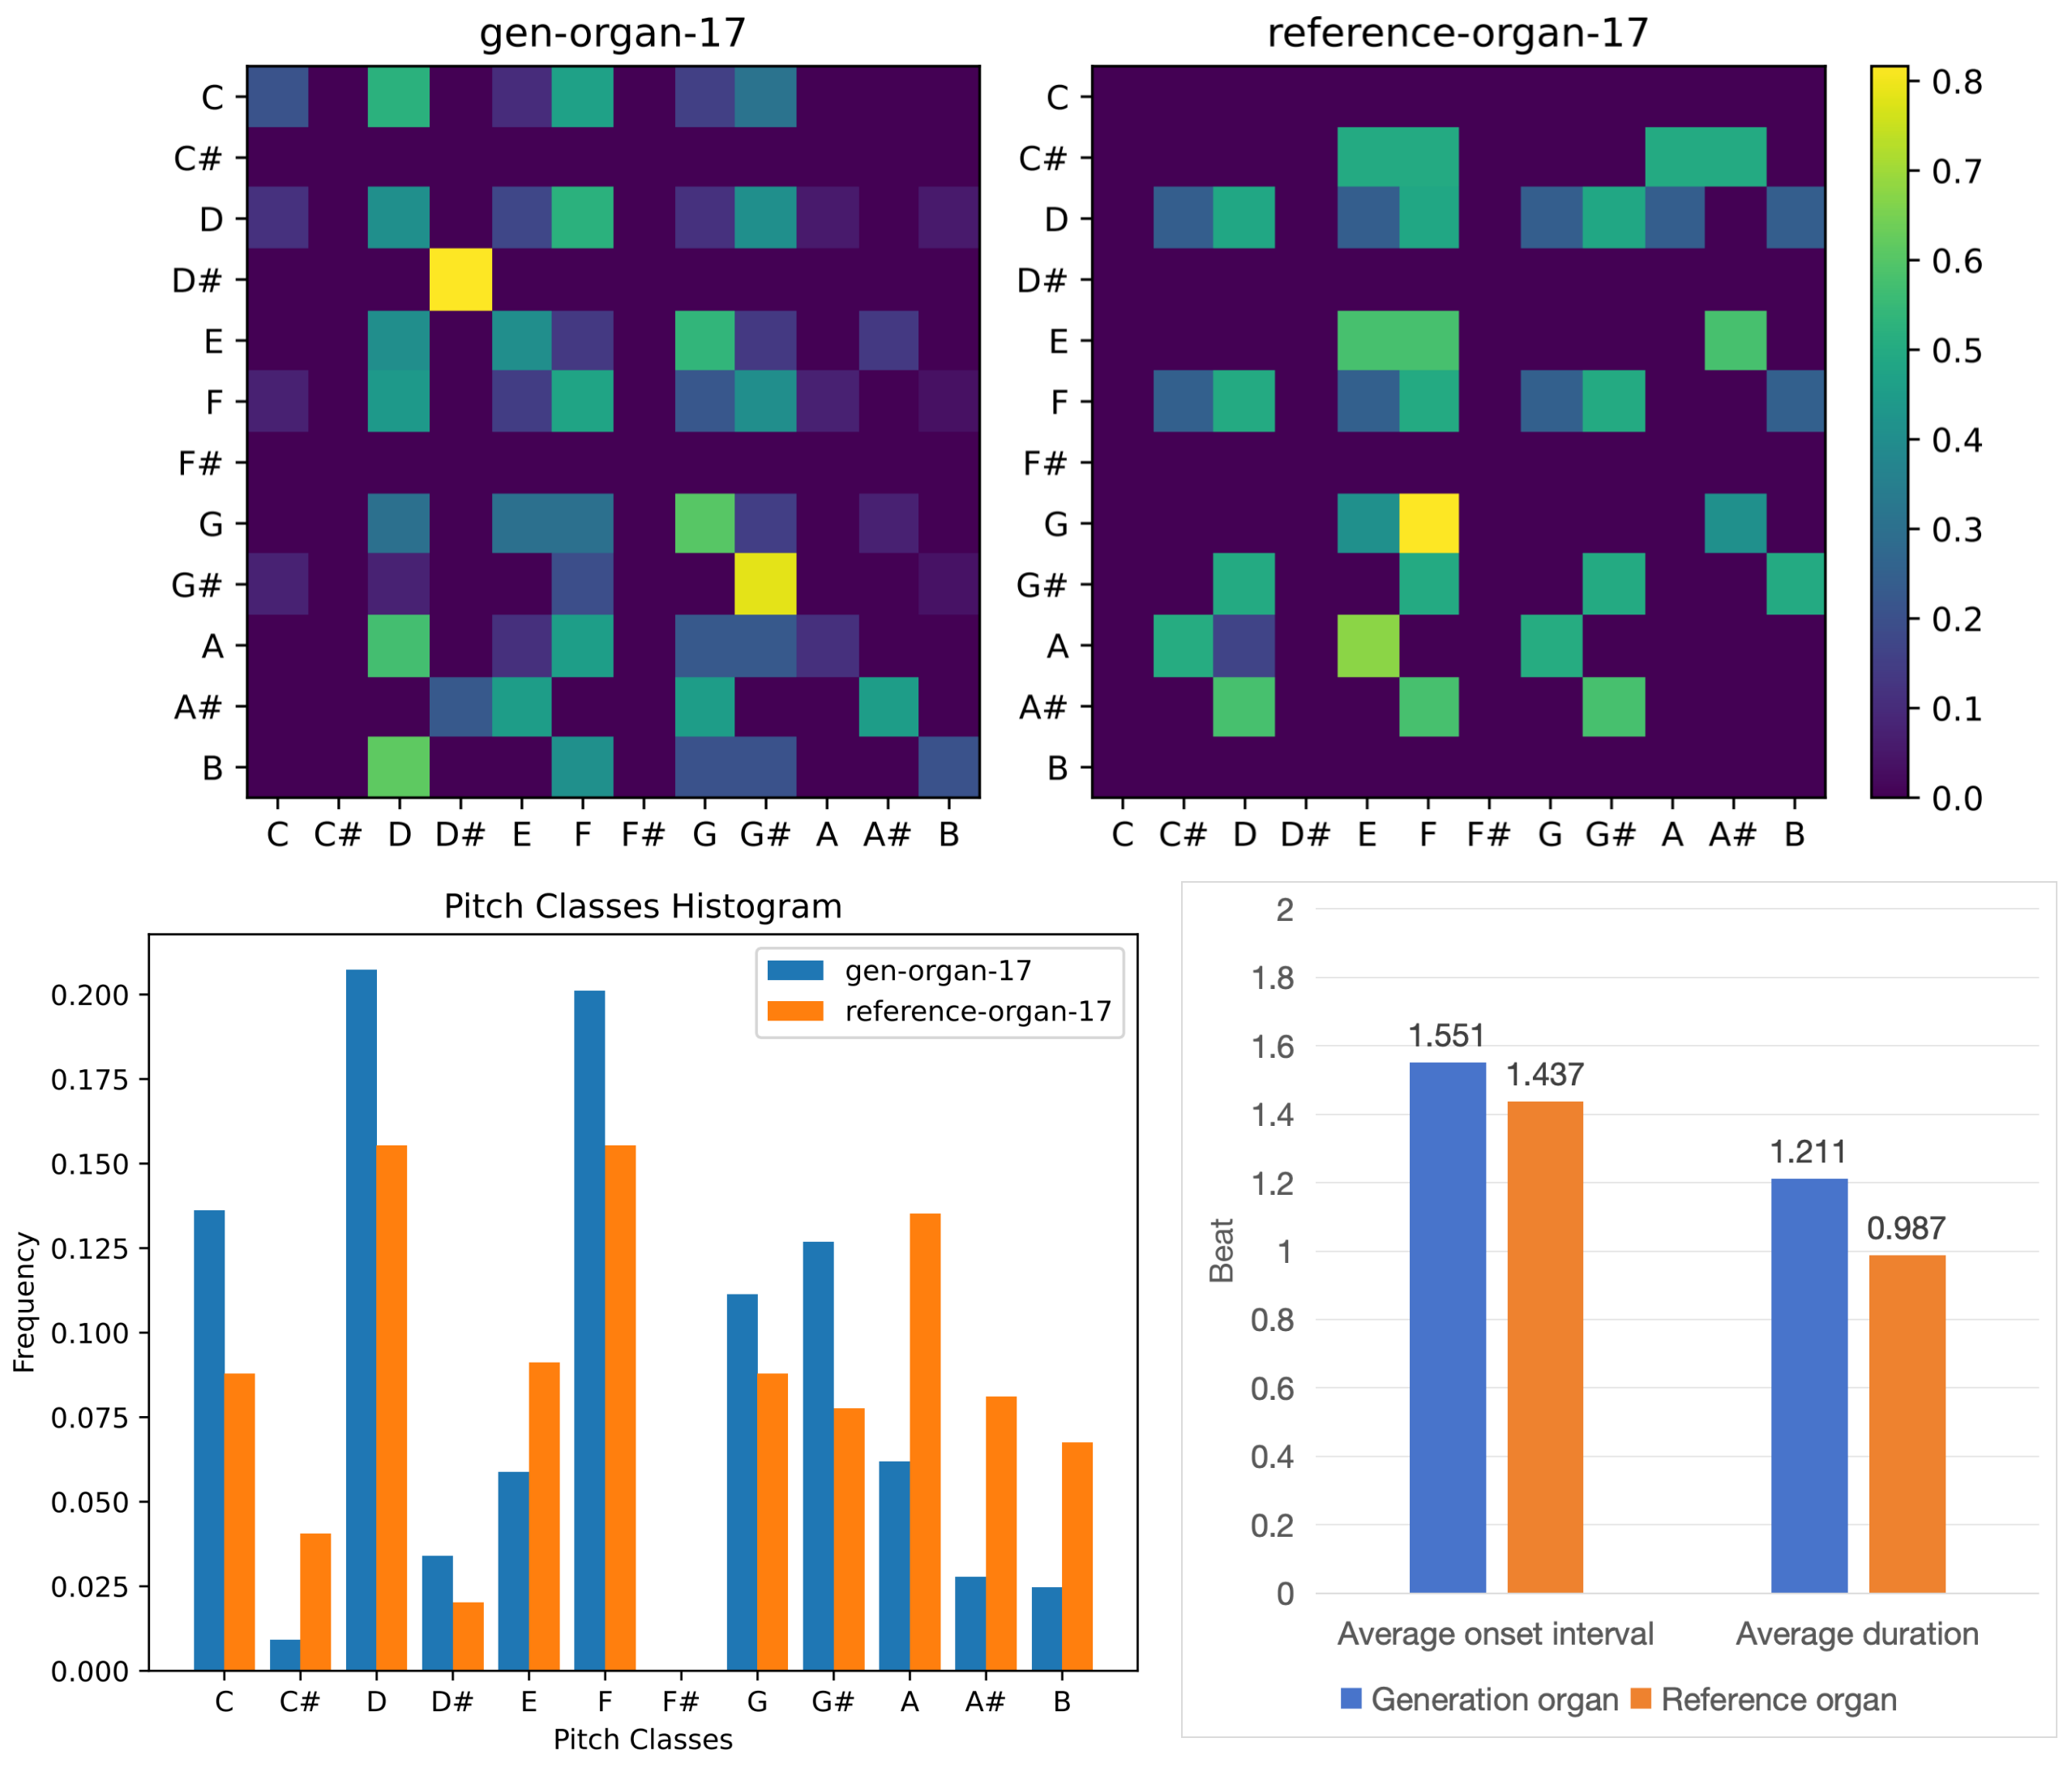 gen-organ-17
C
C#
D
D#
E
F
F#
G
G#
A
A#
B
C C# D D# E F F# G G# A A# B
reference-organ-17
C
C#
D
D#
E
F
F#
G
G#
A
A#
B
C C# D D# E F F# G G# A A# B
0.8
0.7
0.6
0.5
0.4
0.3
0.2
0.1
0.0
Pitch Classes Histogram
gen-organ-17
reference-organ-17
Frequency
0.200
0.175
0.150
0.125
0.100
0.075
0.050
0.025
0.000
C C# D D# E F F# G G# A A# B
Pitch Classes
Beat
2
1.8
1.6
1.4
1.2
1
0.8
0.6
0.4
0.2
0
1.551
1.437
1.211
0.987
Average onset interval Average duration
Generation organ Reference organ